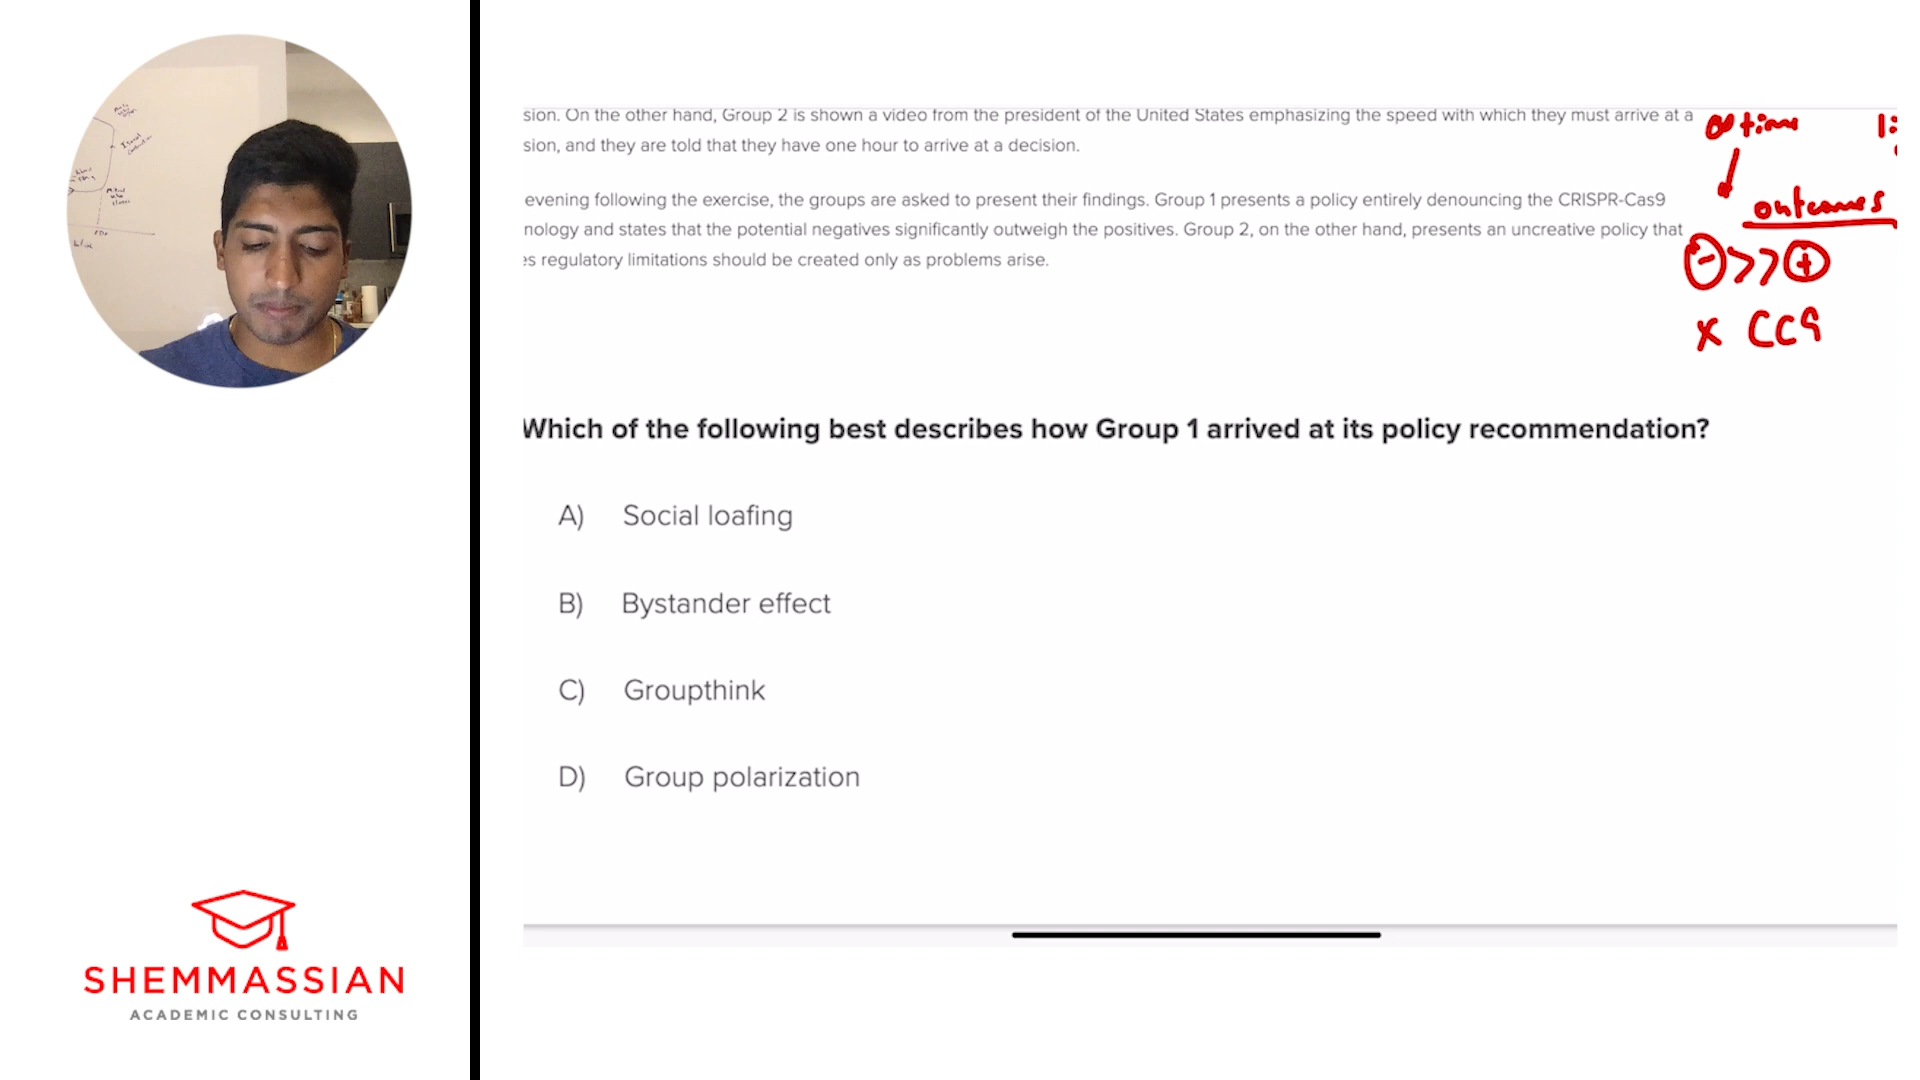 sion. On the other hand, Group 2 is shown a video from the president of the United States emphasizing the speed with which they must arrive at a
sion, and they are told that they have one hour to arrive at a decision.
evening following the exercise, the groups are asked to present their findings. Group 1 presents a policy entirely denouncing the CRISPR-Cas9
nology and states that the potential negatives significantly outweigh the positives. Group 2, on the other hand, presents an uncreative policy that
es regulatory limitations should be created only as problems arise.
∞ time
outcomes
- >> +
x CC9
Which of the following best describes how Group 1 arrived at its policy recommendation?
A) Social loafing
B) Bystander effect
C) Groupthink
D) Group polarization
SHEMMASSIAN
ACADEMIC CONSULTING